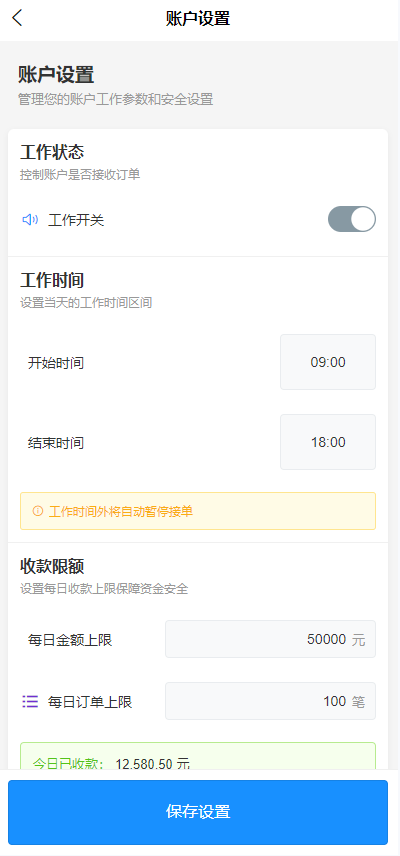 账户设置
账户设置
管理您的账户工作参数和安全设置
工作状态
控制账户是否接收订单
工作开关
工作时间
设置当天的工作时间区间
开始时间 09:00
结束时间 18:00
工作时间外将自动暂停接单
收款限额
设置每日收款上限保障资金安全
每日金额上限 50000 元
每日订单上限 100 笔
今日已收款： 12,580.50 元
保存设置